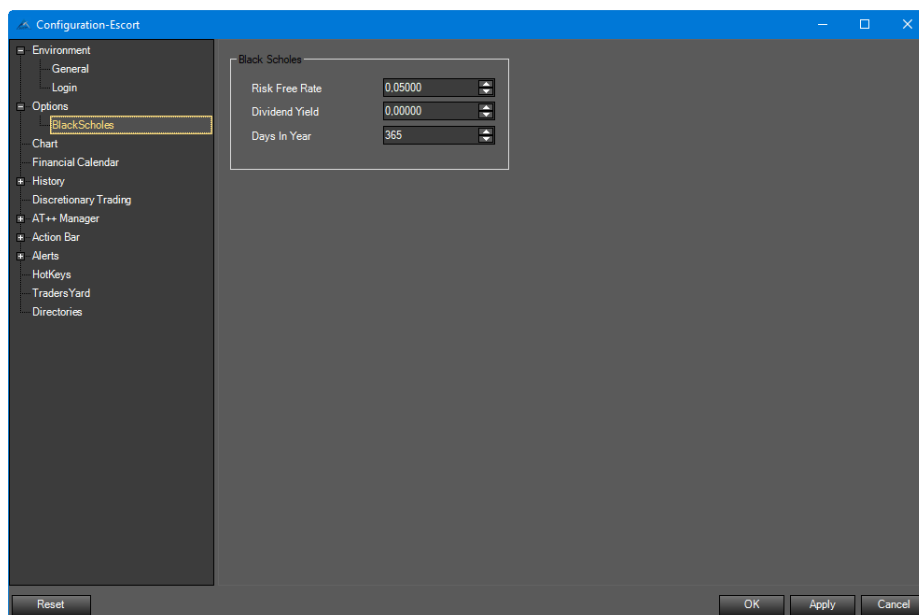 Configuration-Escort
Environment
General
Login
Options
BlackScholes
Chart
Financial Calendar
History
Discretionary Trading
AT++ Manager
Action Bar
Alerts
HotKeys
TradersYard
Directories
Black Scholes
Risk Free Rate 0,05000
Dividend Yield 0,00000
Days In Year 365
Reset OK Apply Cancel